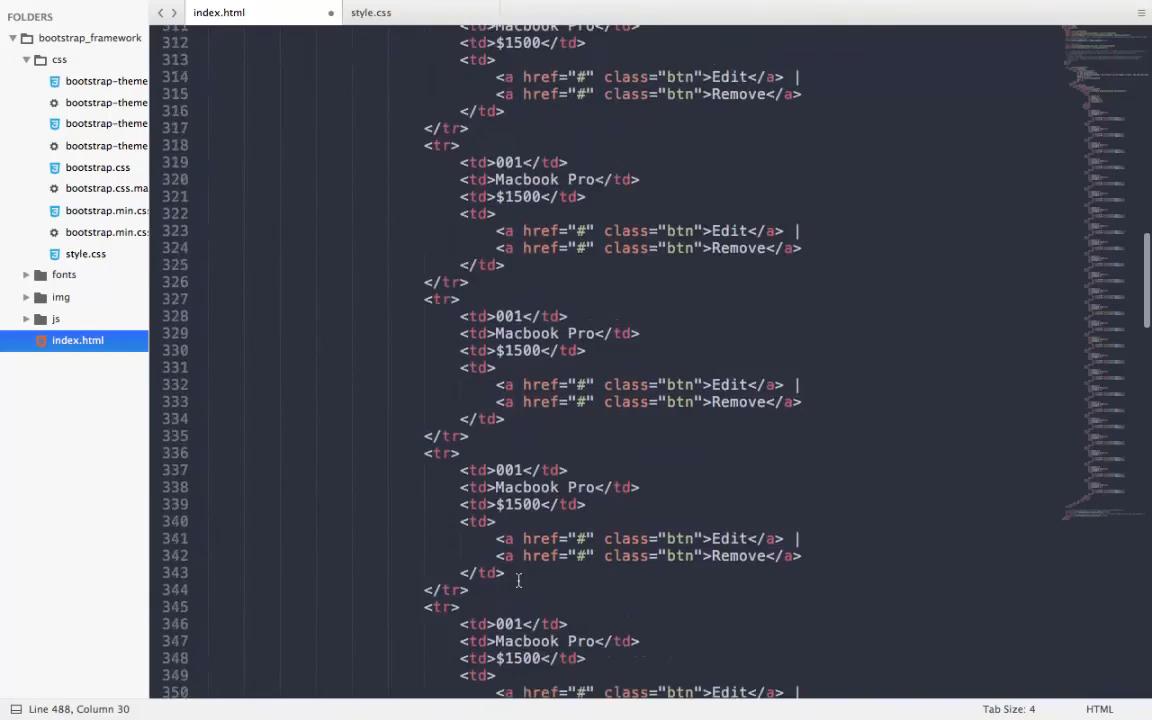 FOLDERS
bootstrap_framework
css
bootstrap-theme
bootstrap-theme
bootstrap-theme
bootstrap-theme
bootstrap.css
bootstrap.css.ma
bootstrap.min.cs
bootstrap.min.cs
style.css
fonts
img
js
index.html
index.html
style.css
311 <td>Macbook Pro</td>
312 <td>$1500</td>
313 <td>
314 <a href="#" class="btn">Edit</a> |
315 <a href="#" class="btn">Remove</a>
316 </td>
317 </tr>
318 <tr>
319 <td>001</td>
320 <td>Macbook Pro</td>
321 <td>$1500</td>
322 <td>
323 <a href="#" class="btn">Edit</a> |
324 <a href="#" class="btn">Remove</a>
325 </td>
326 </tr>
327 <tr>
328 <td>001</td>
329 <td>Macbook Pro</td>
330 <td>$1500</td>
331 <td>
332 <a href="#" class="btn">Edit</a> |
333 <a href="#" class="btn">Remove</a>
334 </td>
335 </tr>
336 <tr>
337 <td>001</td>
338 <td>Macbook Pro</td>
339 <td>$1500</td>
340 <td>
341 <a href="#" class="btn">Edit</a> |
342 <a href="#" class="btn">Remove</a>
343 </td>
344 </tr>
345 <tr>
346 <td>001</td>
347 <td>Macbook Pro</td>
348 <td>$1500</td>
349 <td>
350 <a href="#" class="btn">Edit</a> |
Line 488, Column 30
Tab Size: 4
HTML